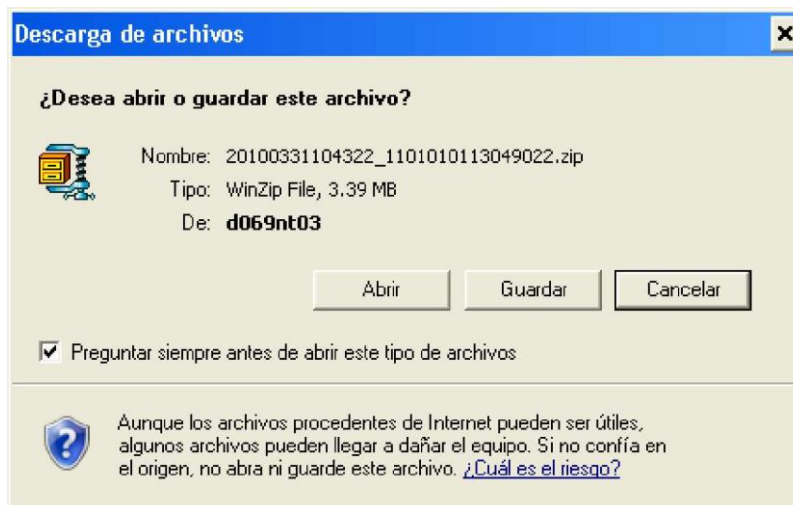 Descarga de archivos
¿Desea abrir o guardar este archivo?
Nombre: 20100331104322_1101010113049022.zip
Tipo: WinZip File, 3.39 MB
De: d069nt03
Abrir Guardar Cancelar
Preguntar siempre antes de abrir este tipo de archivos
Aunque los archivos procedentes de Internet pueden ser útiles,
algunos archivos pueden llegar a dañar el equipo. Si no confía en
el origen, no abra ni guarde este archivo. ¿Cuál es el riesgo?